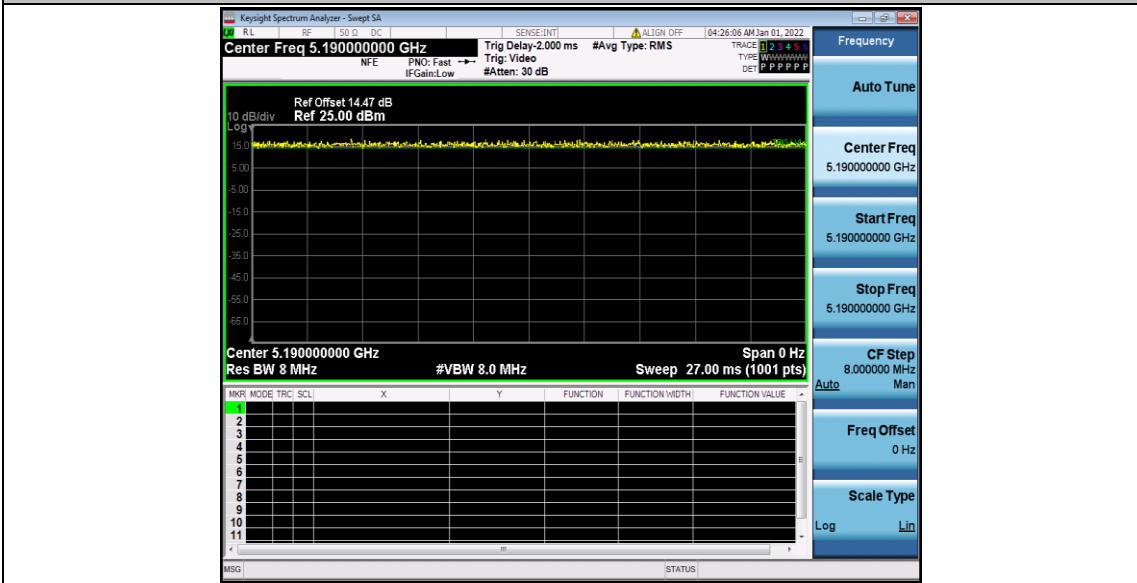 Keysight Spectrum Analyzer - Swept SA
RL RF 50 Ω DC SENSE:INT ALIGN OFF 04:26:06 AM Jan 01, 2022
Center Freq 5.190000000 GHz
NFE
PNO: Fast
IFGain:Low
Trig Delay-2.000 ms
Trig: Video
#Atten: 30 dB
#Avg Type: RMS
TRACE 1 2 3 4 5 6
TYPE WWWWWW
DET P P P P P P
Ref Offset 14.47 dB
10 dB/div Ref 25.00 dBm
Log
15.0
5.00
-5.00
-15.0
-25.0
-35.0
-45.0
-55.0
-65.0
Center 5.190000000 GHz Span 0 Hz
Res BW 8 MHz #VBW 8.0 MHz Sweep 27.00 ms (1001 pts)
MKR MODE TRC SCL X Y FUNCTION FUNCTION WIDTH FUNCTION VALUE
1
2
3
4
5
6
7
8
9
10
11
MSG STATUS
Frequency
Auto Tune
Center Freq
5.190000000 GHz
Start Freq
5.190000000 GHz
Stop Freq
5.190000000 GHz
CF Step
8.000000 MHz
Auto Man
Freq Offset
0 Hz
Scale Type
Log Lin